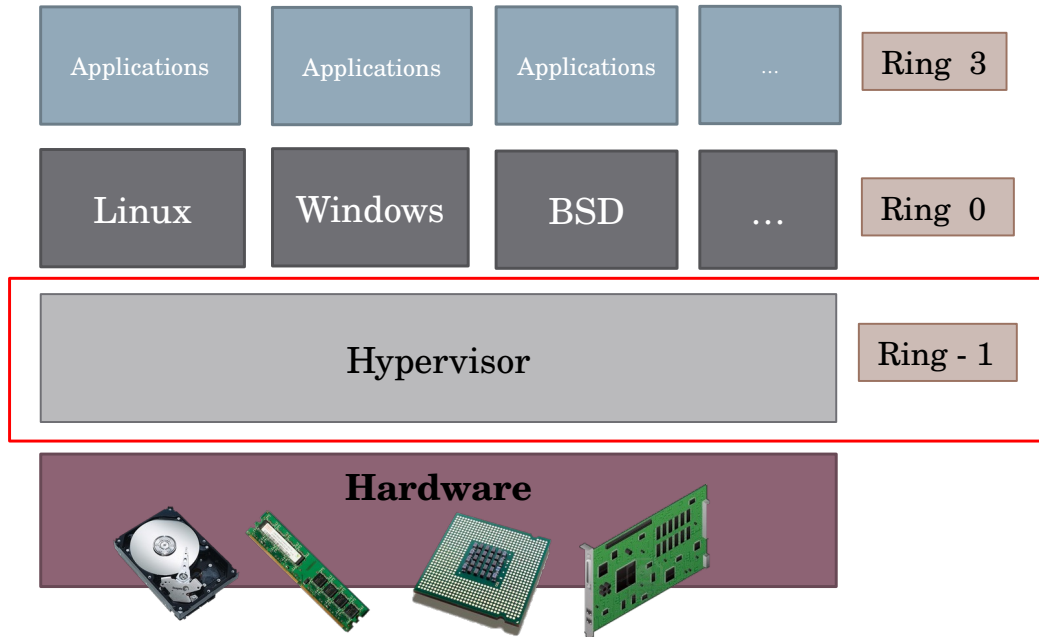 Applications
Applications
Applications
...
Ring 3
Linux
Windows
BSD
...
Ring 0
Hypervisor
Ring - 1
Hardware